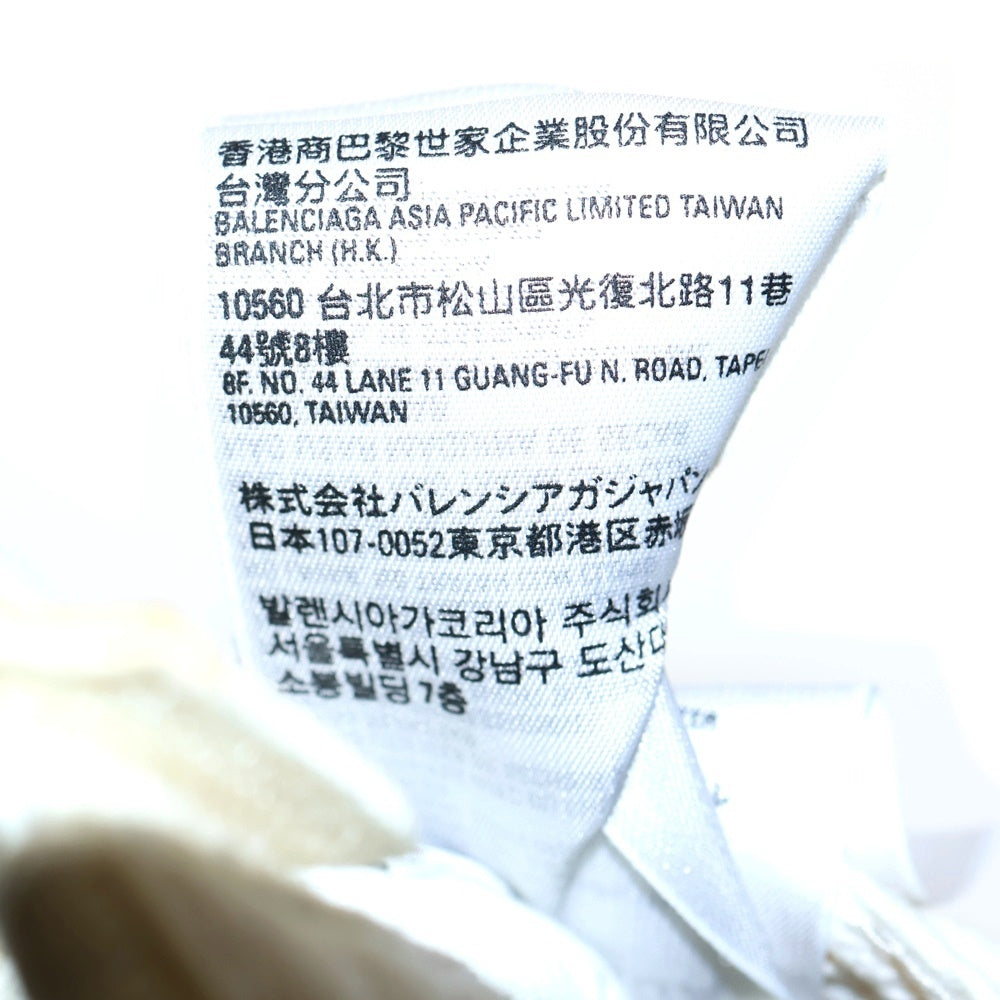 香港商巴黎世家企業股份有限公司
台灣分公司
BALENCIAGA ASIA PACIFIC LIMITED TAIWAN
BRANCH (H.K.)
10560 台北市松山區光復北路11巷
44號8樓
8F. NO. 44 LANE 11 GUANG-FU N. ROAD,
10560, TAIWAN
株式会社バレンシアガジャパン
日本107-0052東京都港区赤坂
발렌시아가코리아 주식회
서울특별시 강남구 도산
소봉빌딩 7층